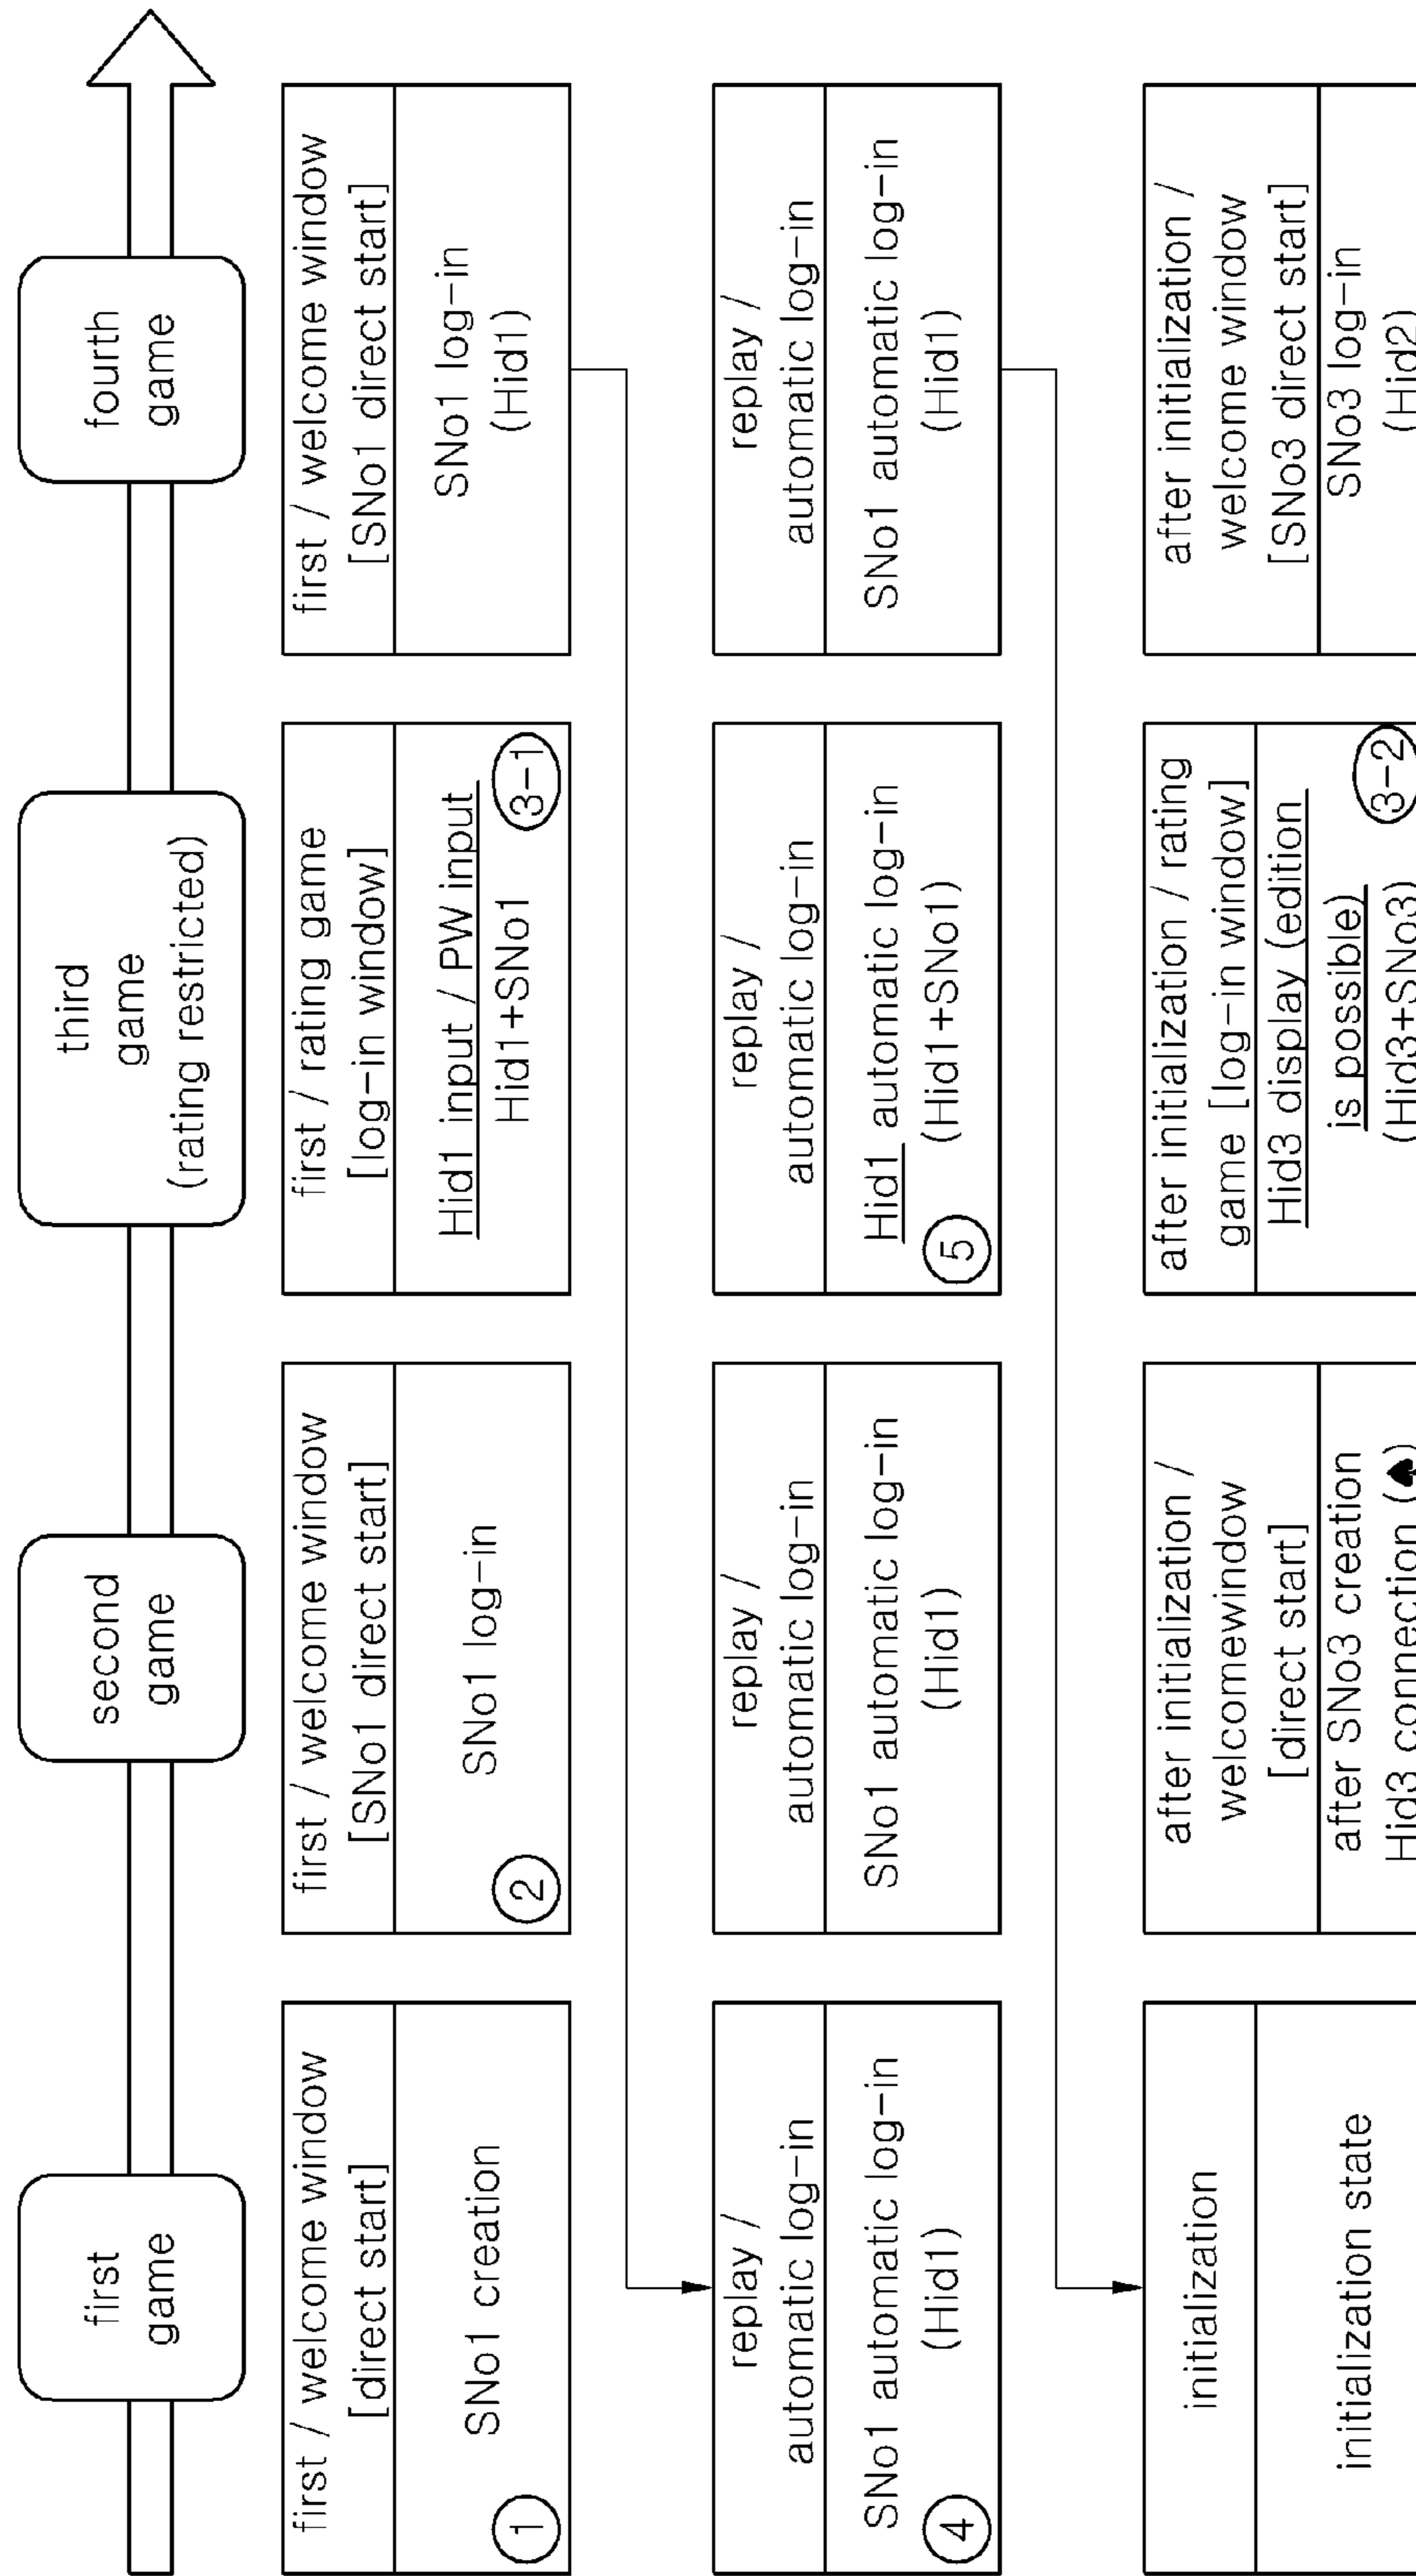 first
game
second
game
third
game
(rating restricted)
fourth
game
first / welcome window
[direct start]
SNo1 creation
1
first / welcome window
[SNo1 direct start]
SNo1 log-in
2
first / rating game
[log-in window]
Hid1 input / PW input
Hid1+SNo1
3-1
first / welcome window
[SNo1 direct start]
SNo1 log-in
(Hid1)
replay /
automatic log-in
SNo1 automatic log-in
(Hid1)
4
replay /
automatic log-in
SNo1 automatic log-in
(Hid1)
replay /
automatic log-in
Hid1 automatic log-in
(Hid1+SNo1)
5
replay /
automatic log-in
SNo1 automatic log-in
(Hid1)
initialization
initialization state
after initialization /
welcomewindow
[direct start]
after SNo3 creation
Hid3 connection (♠)
after initialization / rating
game [log-in window]
Hid3 display (edition
is possible)
(Hid3+SNo3)
3-2
after initialization /
welcome window
[SNo3 direct start]
SNo3 log-in
(Hid2)